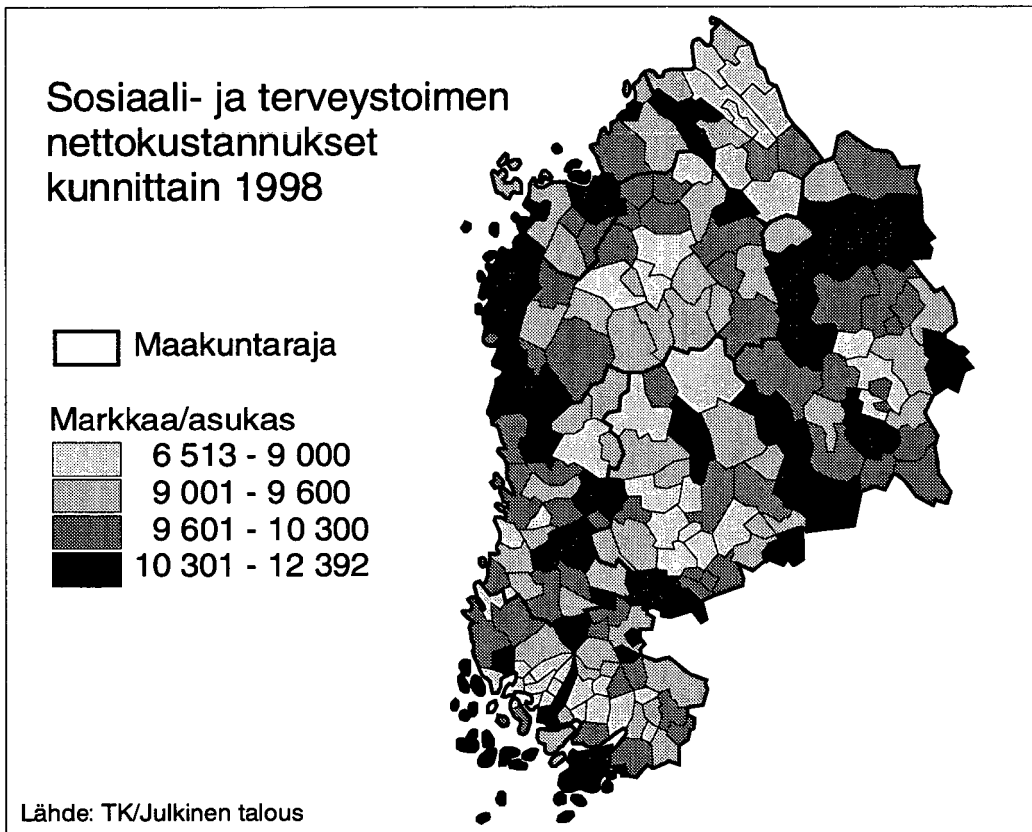 Sosiaali- ja terveystoimen
nettokustannukset
kunnittain 1998
Maakuntaraja
Markkaa/asukas
6 513 - 9 000
9 001 - 9 600
9 601 - 10 300
10 301 - 12 392
Lähde: TK/Julkinen talous